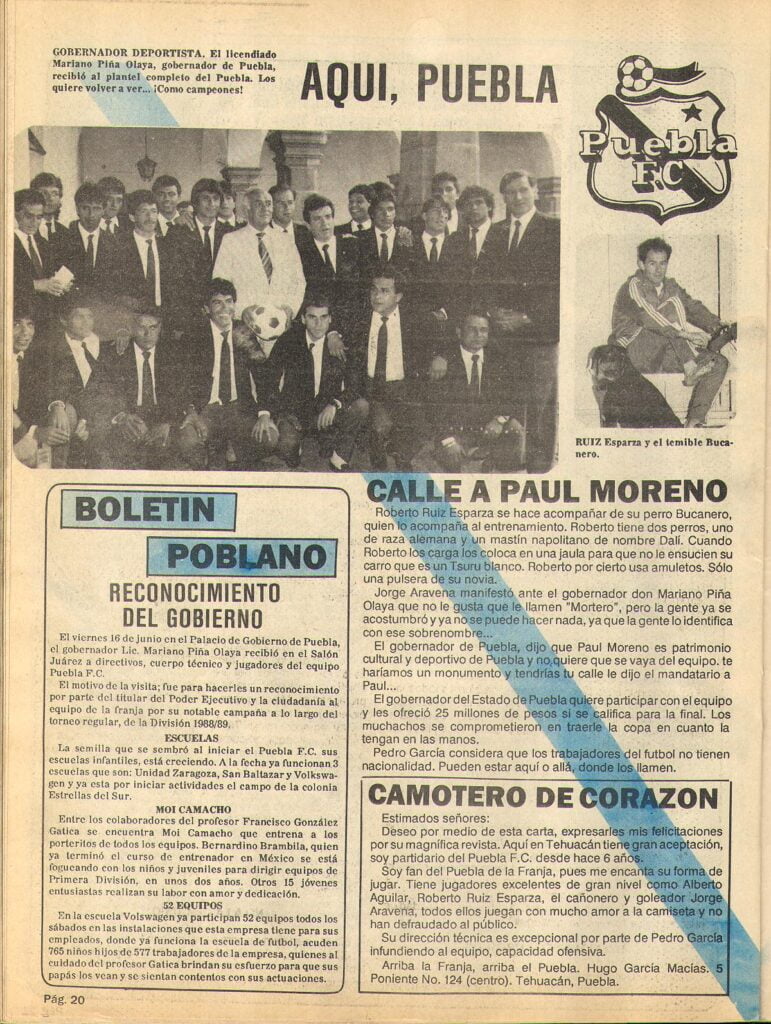 GOBERNADOR DEPORTISTA. El licendiado
Mariano Piña Olaya, gobernador de Puebla,
recibió al plantel completo del Puebla. Los
quiere volver a ver... ¡Como campeones!
AQUI, PUEBLA
Puebla
F.C
RUIZ Esparza y el temible Buca-
nero.
BOLETIN
POBLANO
RECONOCIMIENTO
DEL GOBIERNO
El viernes 16 de junio en el Palacio de Gobierno de Puebla,
el gobernador Lic. Mariano Piña Olaya recibió en el Salón
Juárez a directivos, cuerpo técnico y jugadores del equipo
Puebla F.C.
El motivo de la visita; fue para hacerles un reconocimiento
por parte del titular del Poder Ejecutivo y la ciudadanía al
equipo de la franja por su notable campaña a lo largo del
torneo regular, de la División 1988/89.
ESCUELAS
La semilla que se sembró al iniciar el Puebla F.C. sus
escuelas infantiles, está creciendo. A la fecha ya funcionan 3
escuelas que son: Unidad Zaragoza, San Baltazar y Volkswa-
gen y ya esta por iniciar actividades el campo de la colonia
Estrellas del Sur.
MOI CAMACHO
Entre los colaboradores del profesor Francisco González
Gatica se encuentra Moi Camacho que entrena a los
porteritos de todos los equipos. Bernardino Brambila, quien
ya terminó el curso de entrenador en México se está
fogueando con los niños y juveniles para dirigir equipos de
Primera División, en unos dos años. Otros 15 jóvenes
entusiastas realizan su labor con amor y dedicación.
52 EQUIPOS
En la escuela Volswagen ya participan 52 equipos todos los
sábados en las instalaciones que esta empresa tiene para sus
empleados, donde ya funciona la escuela de futbol, acuden
765 niños hijos de 577 trabajadores de la empresa, quienes al
cuidado del profesor Gatica brindan su esfuerzo para que sus
papás los vean y se sientan contentos con sus actuaciones.
CALLE A PAUL MORENO
Roberto Ruiz Esparza se hace acompañar de su perro Bucanero,
quien lo acompaña al entrenamiento. Roberto tiene dos perros, uno
de raza alemana y un mastín napolitano de nombre Dalí. Cuando
Roberto los carga los coloca en una jaula para que no le ensucien su
carro que es un Tsuru blanco. Roberto por cierto usa amuletos. Sólo
una pulsera de su novia.
Jorge Aravena manifestó ante el gobernador don Mariano Piña
Olaya que no le gusta que le llamen "Mortero", pero la gente ya se
acostumbró y ya no se puede hacer nada, ya que la gente lo identifica
con ese sobrenombre...
El gobernador de Puebla, dijo que Paul Moreno es patrimonio
cultural y deportivo de Puebla y no quiere que se vaya del equipo. te
haríamos un monumento y tendrías tu calle le dijo el mandatario a
Paul...
El gobernador del Estado de Puebla quiere participar con el equipo
y les ofreció 25 millones de pesos si se califica para la final. Los
muchachos se comprometieron en traerle la copa en cuanto la
tengan en las manos.
Pedro García considera que los trabajadores del futbol no tienen
nacionalidad. Pueden estar aquí o allá, donde los llamen.
CAMOTERO DE CORAZON
Estimados señores:
Deseo por medio de esta carta, expresarles mis felicitaciones
por su magnífica revista. Aquí en Tehuacán tiene gran aceptación,
soy partidario del Puebla F.C. desde hace 6 años.
Soy fan del Puebla de la Franja, pues me encanta su forma de
jugar. Tiene jugadores excelentes de gran nivel como Alberto
Aguilar, Roberto Ruiz Esparza, el cañonero y goleador Jorge
Aravena, todos ellos juegan con mucho amor a la camiseta y no
han defraudado al público.
Su dirección técnica es excepcional por parte de Pedro García
infundiendo al equipo, capacidad ofensiva.
Arriba la Franja, arriba el Puebla. Hugo García Macías. 5
Poniente No. 124 (centro). Tehuacán, Puebla.
Pág. 20